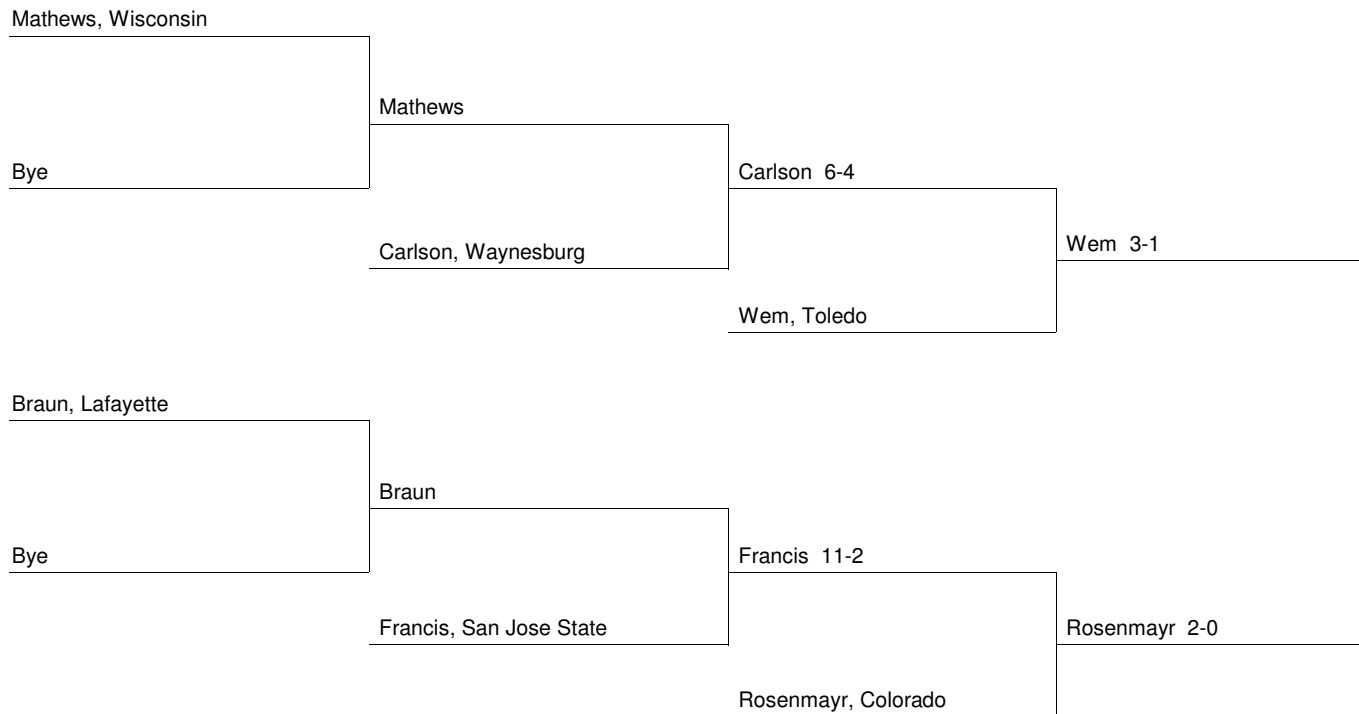 Mathews, Wisconsin
Mathews
Bye
Carlson 6-4
Carlson, Waynesburg
Wem 3-1
Wem, Toledo
Braun, Lafayette
Braun
Bye
Francis 11-2
Francis, San Jose State
Rosenmayr 2-0
Rosenmayr, Colorado